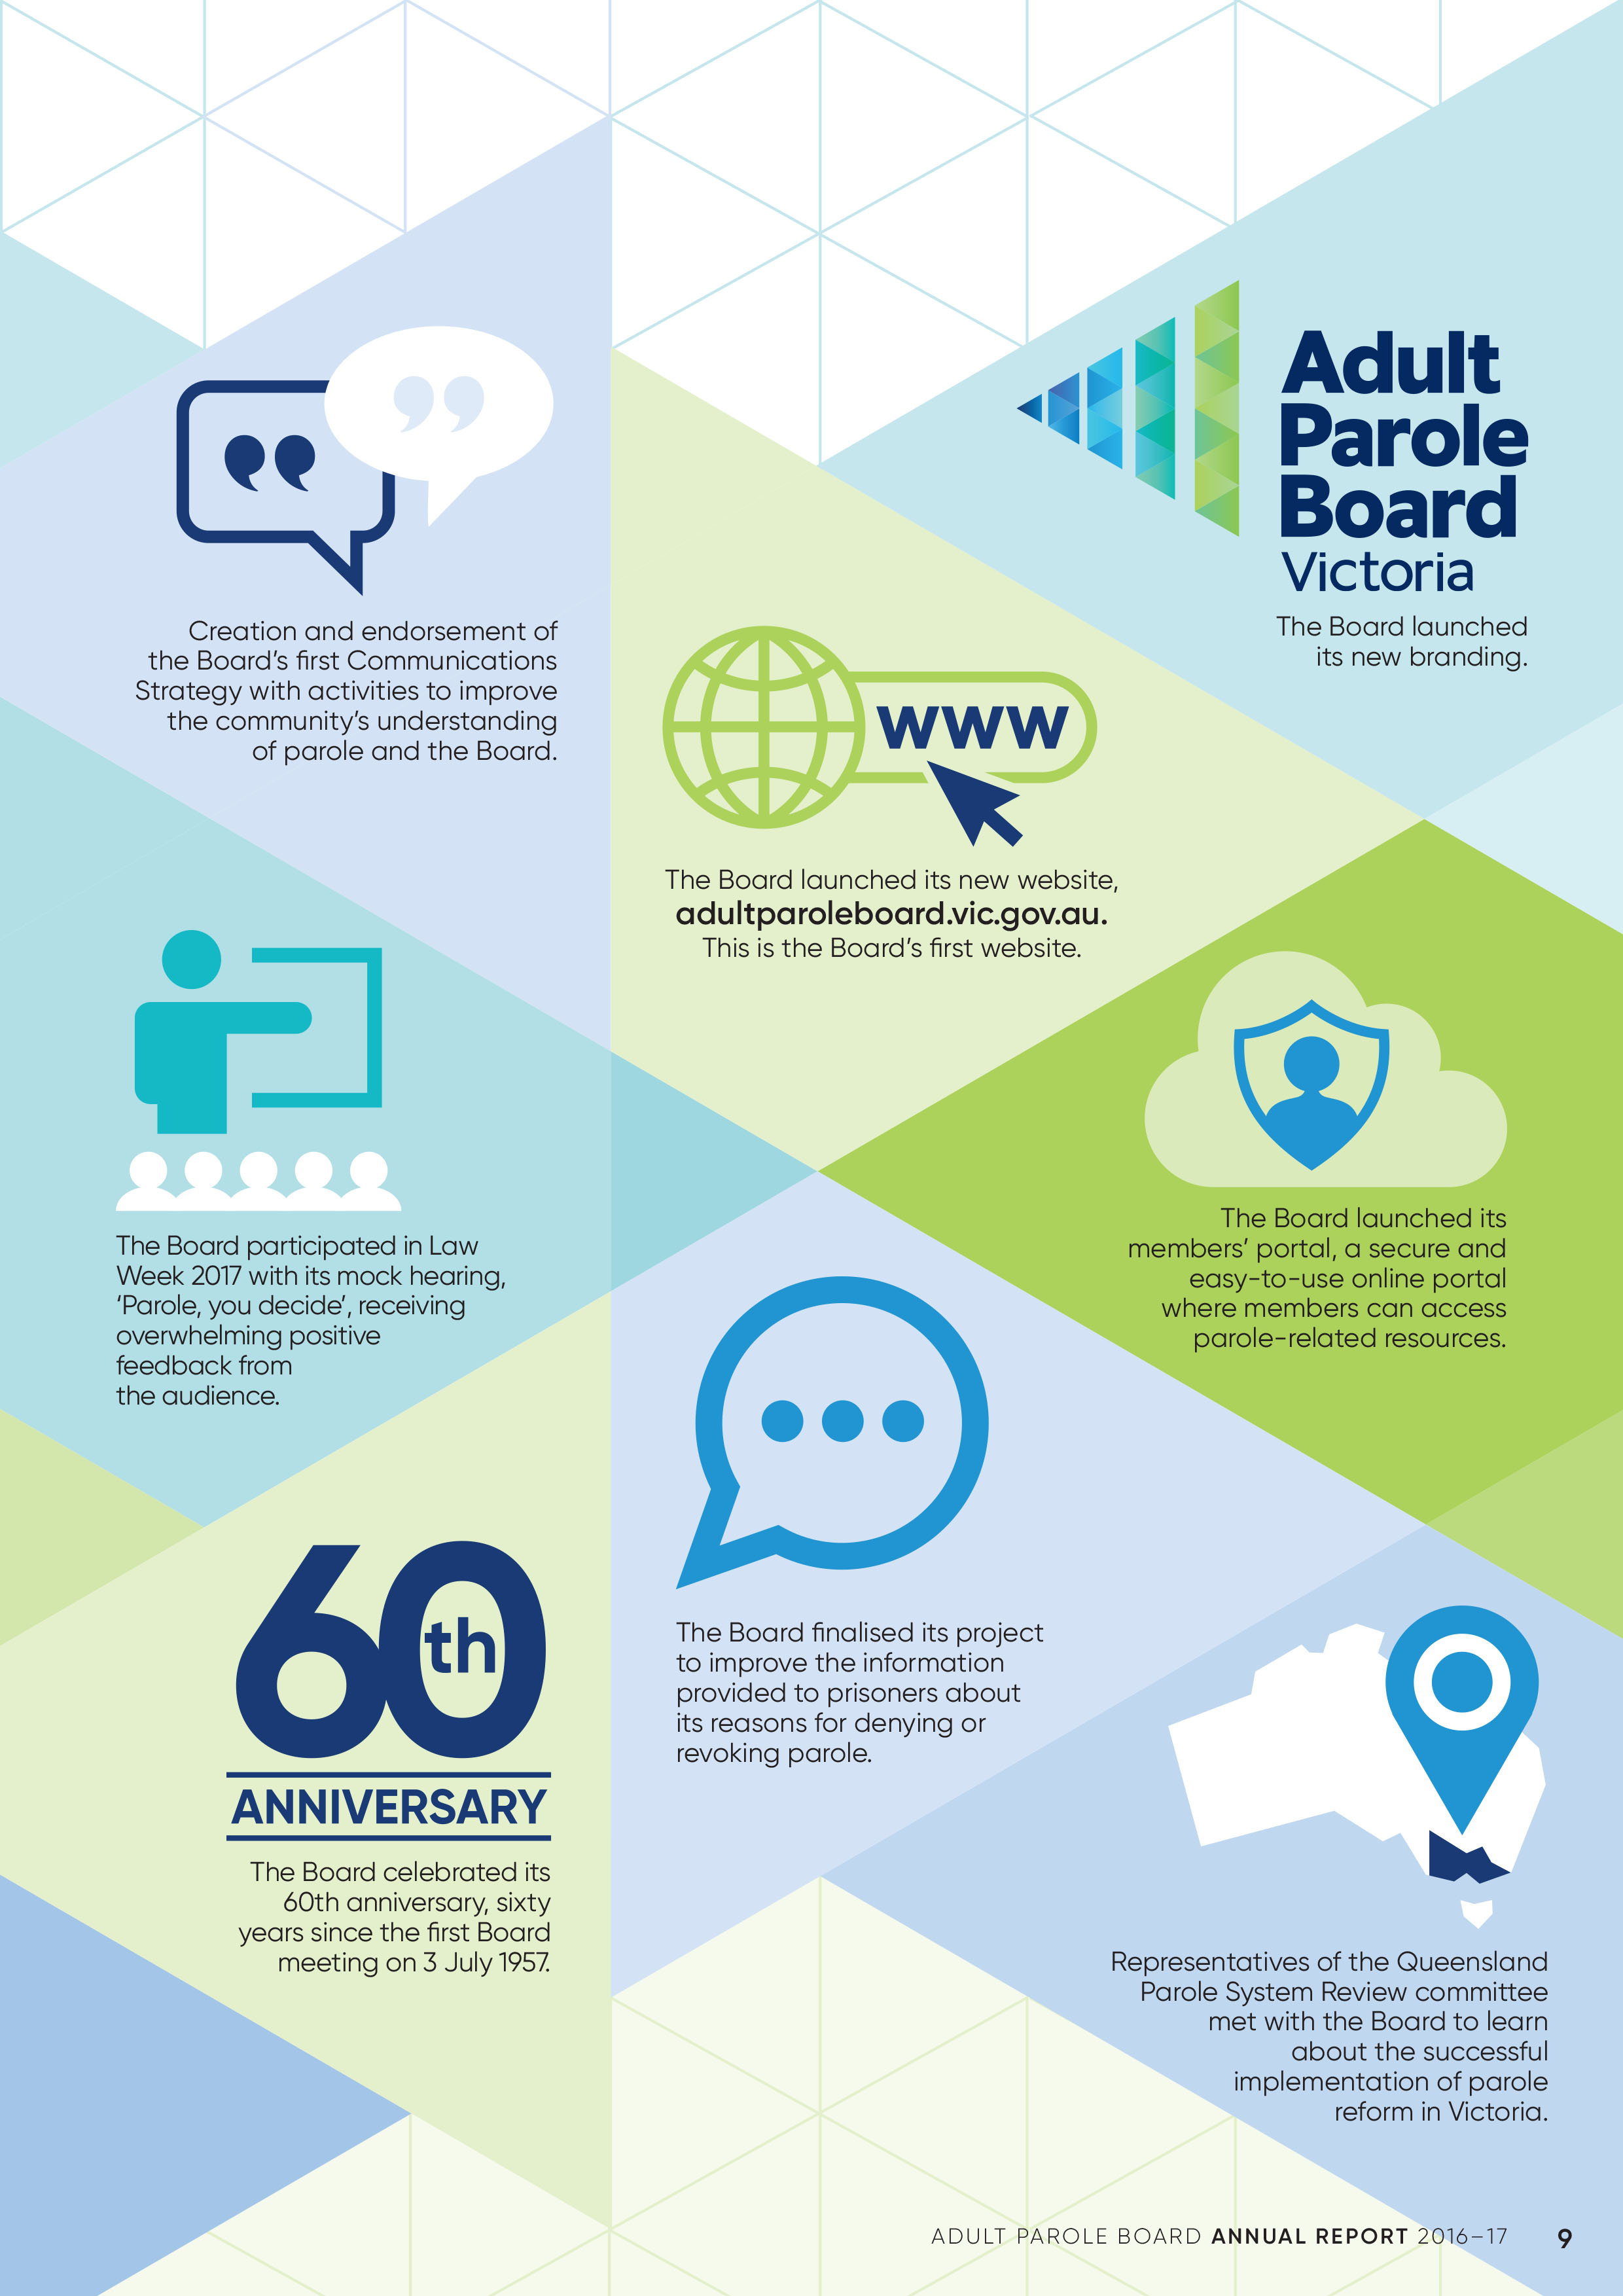 Adult
Parole
Board
Victoria
The Board launched
its new branding.
Creation and endorsement of
the Board's first Communications
Strategy with activities to improve
the community's understanding
of parole and the Board.
www
The Board launched its new website,
adultparoleboard.vic.gov.au.
This is the Board's first website.
The Board participated in Law
Week 2017 with its mock hearing,
'Parole, you decide', receiving
overwhelming positive
feedback from
the audience.
The Board launched its
members' portal, a secure and
easy-to-use online portal
where members can access
parole-related resources.
60th
ANNIVERSARY
The Board celebrated its
60th anniversary, sixty
years since the first Board
meeting on 3 July 1957.
The Board finalised its project
to improve the information
provided to prisoners about
its reasons for denying or
revoking parole.
Representatives of the Queensland
Parole System Review committee
met with the Board to learn
about the successful
implementation of parole
reform in Victoria.
ADULT PAROLE BOARD ANNUAL REPORT 2016–17 9